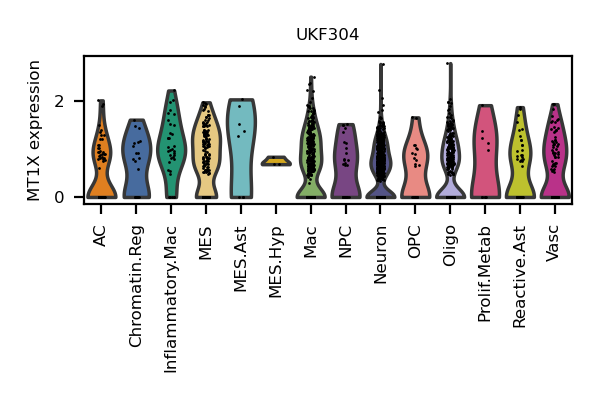 UKF304
MT1X expression
2
0
AC
Chromatin.Reg
Inflammatory.Mac
MES
MES.Ast
MES.Hyp
Mac
NPC
Neuron
OPC
Oligo
Prolif.Metab
Reactive.Ast
Vasc